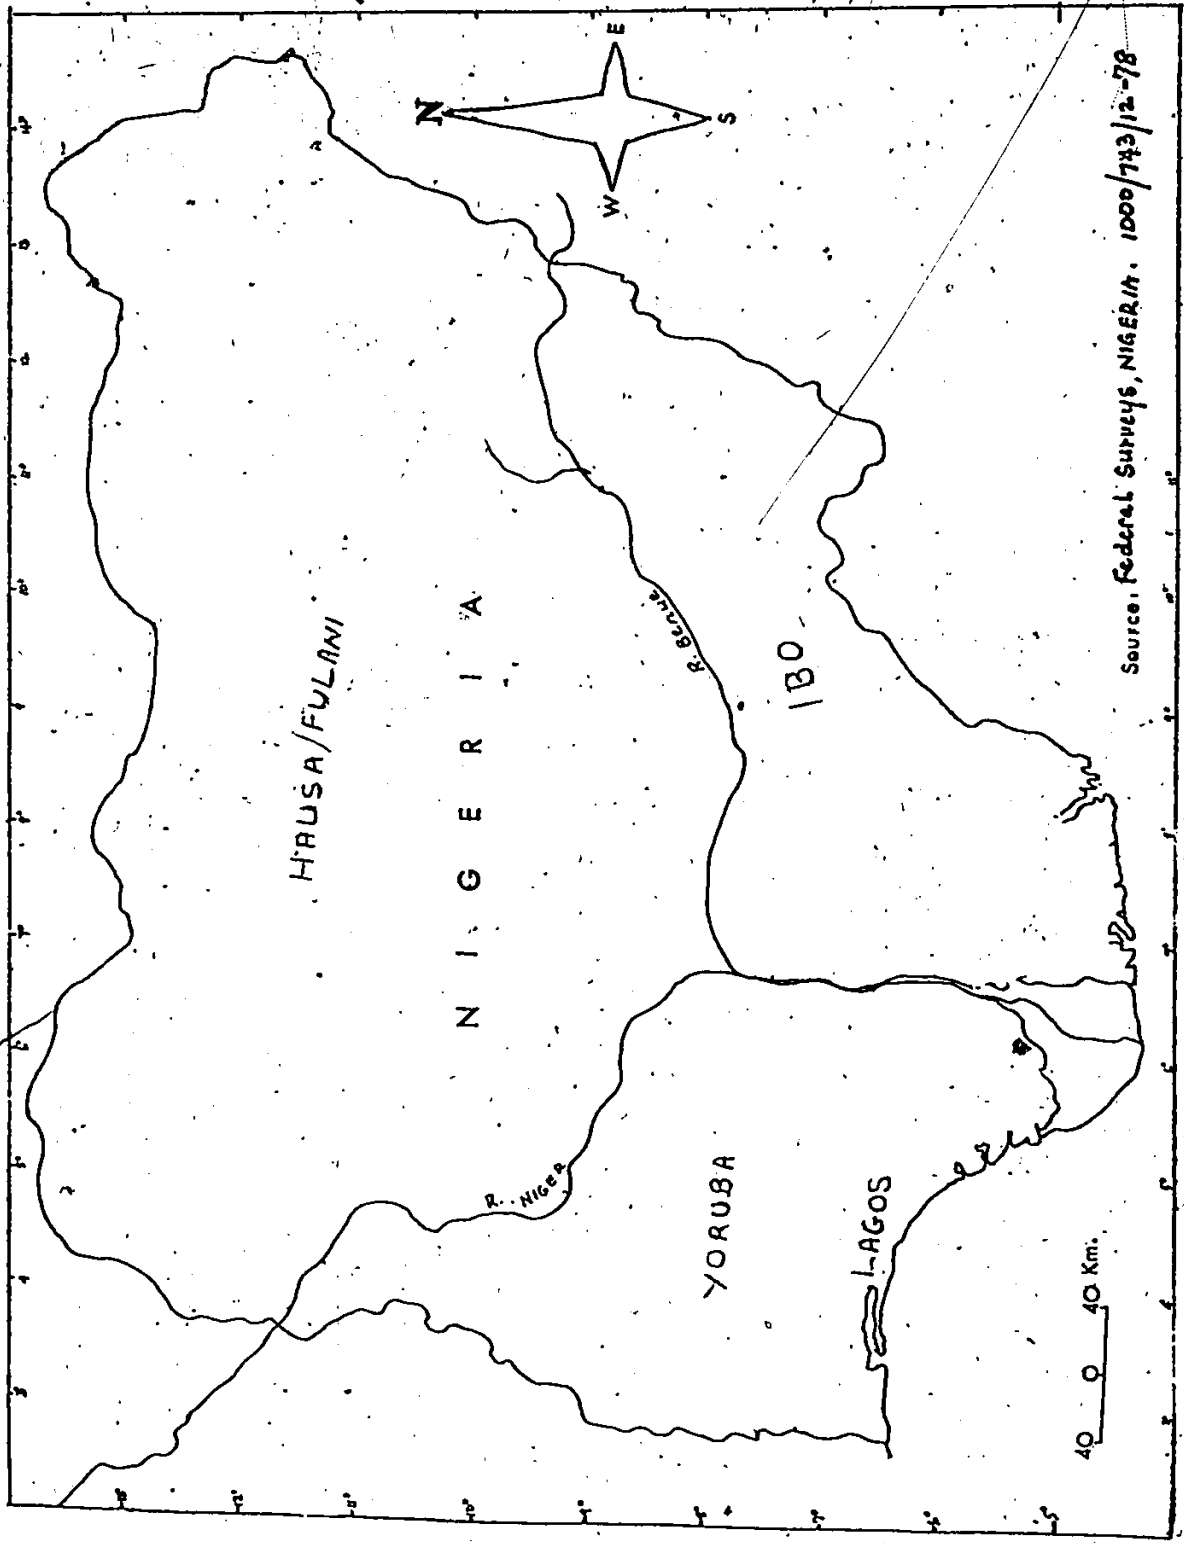 N
E
S
W
HAUSA/FULANI
NIGERIA
R. BENUE
IBO
R. NIGER
YORUBA
LAGOS
40 0 40 Km.
Source: Federal Surveys, NIGERIA. 1000/743/12-78